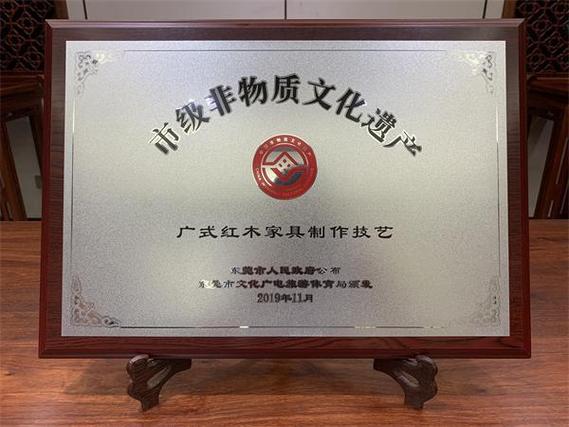 市级非物质文化遗产
广式红木家具制作技艺
东莞市人民政府公布
东莞市文化广电旅游体育局颁发
2019年11月